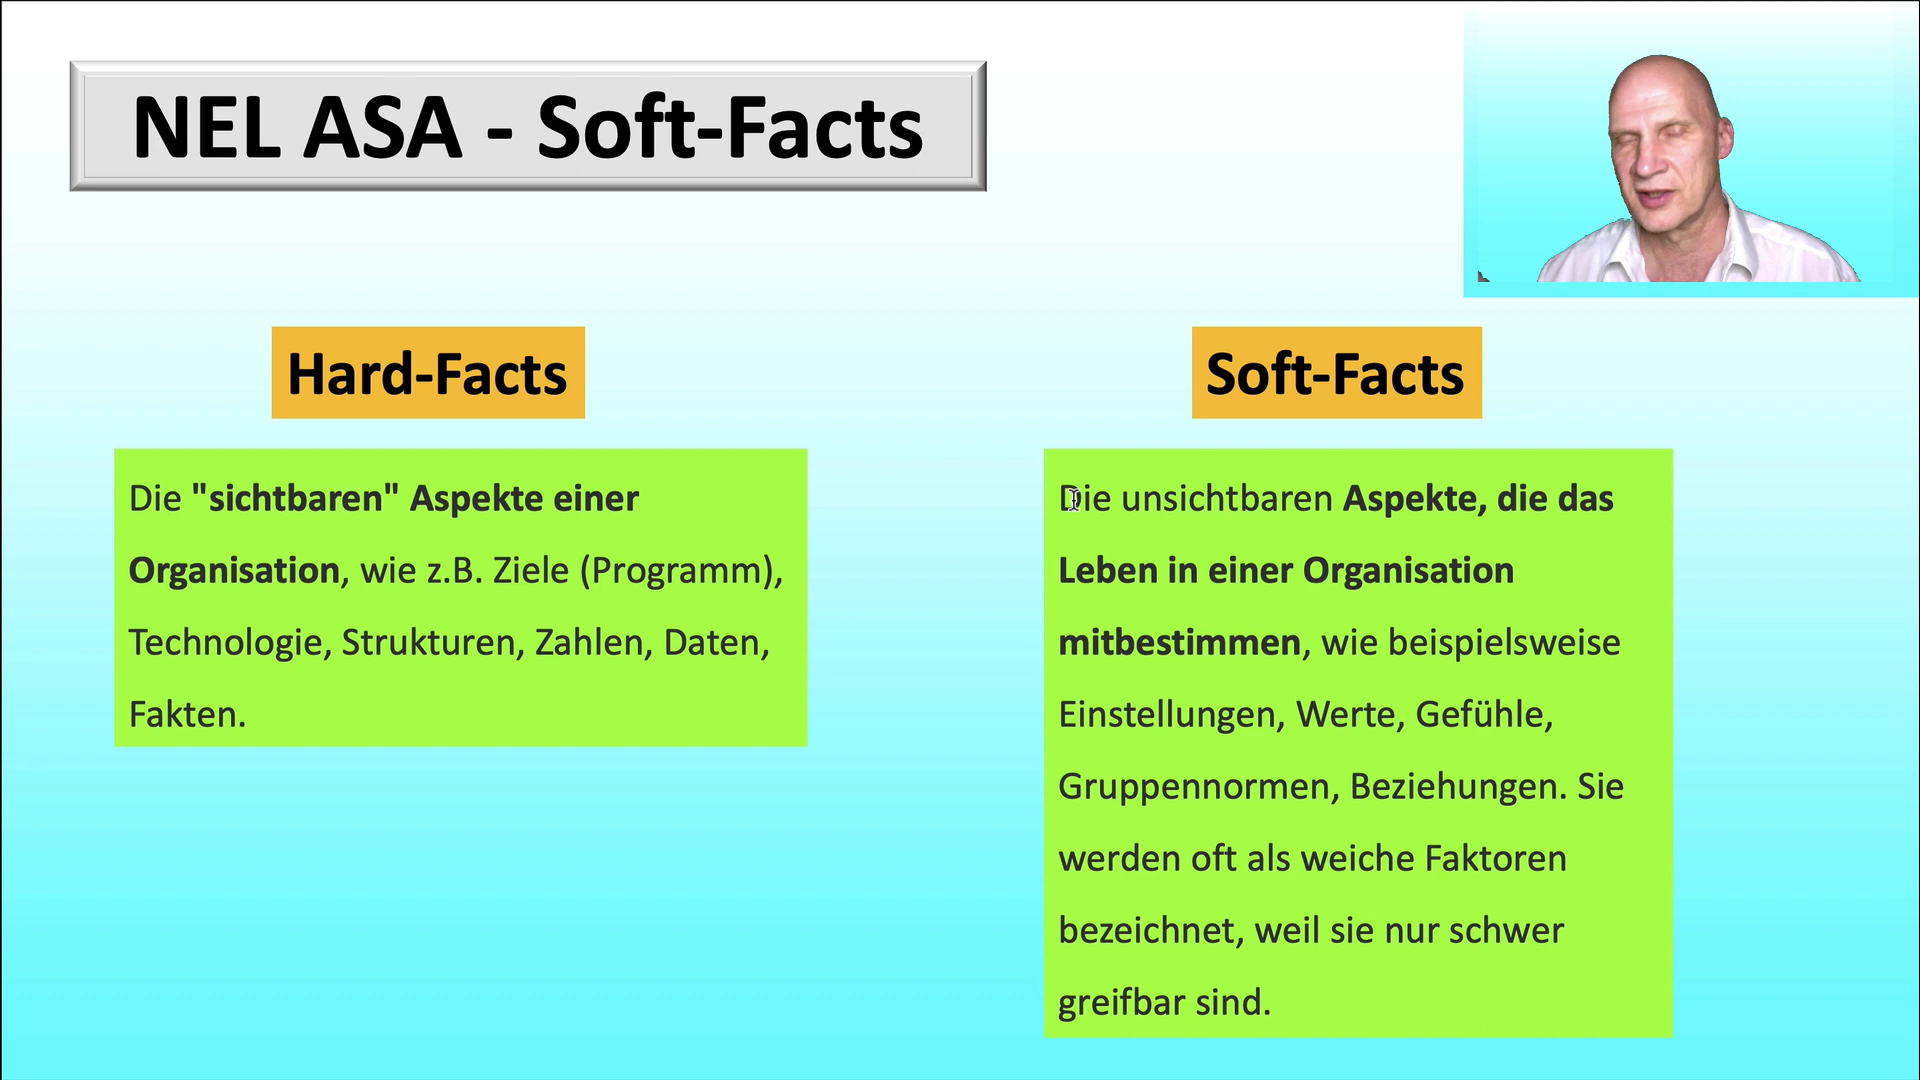 NEL ASA - Soft-Facts
Hard-Facts
Die "sichtbaren" Aspekte einer
Organisation, wie z.B. Ziele (Programm),
Technologie, Strukturen, Zahlen, Daten,
Fakten.
Soft-Facts
Die unsichtbaren Aspekte, die das
Leben in einer Organisation
mitbestimmen, wie beispielsweise
Einstellungen, Werte, Gefühle,
Gruppennormen, Beziehungen. Sie
werden oft als weiche Faktoren
bezeichnet, weil sie nur schwer
greifbar sind.